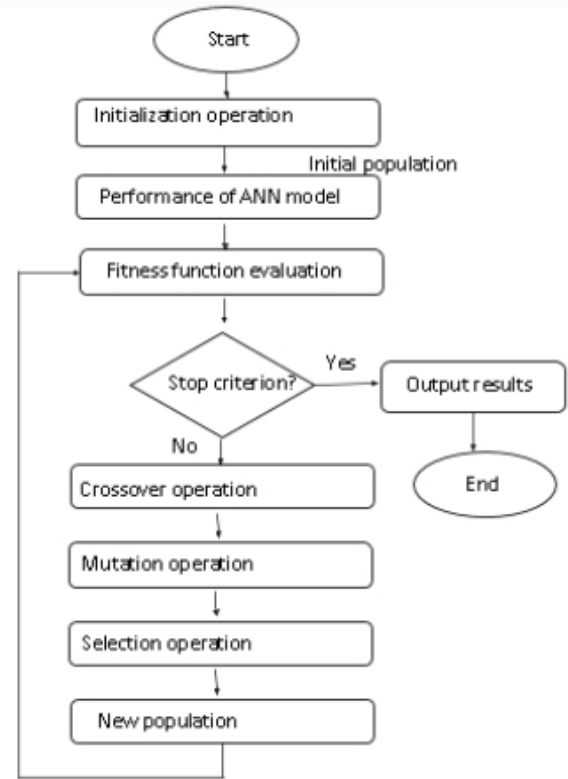 Start
Initialization operation
Initial population
Performance of ANN model
Fitness function evaluation
Stop criterion?
Yes
Output results
No
End
Crossover operation
Mutation operation
Selection operation
New population